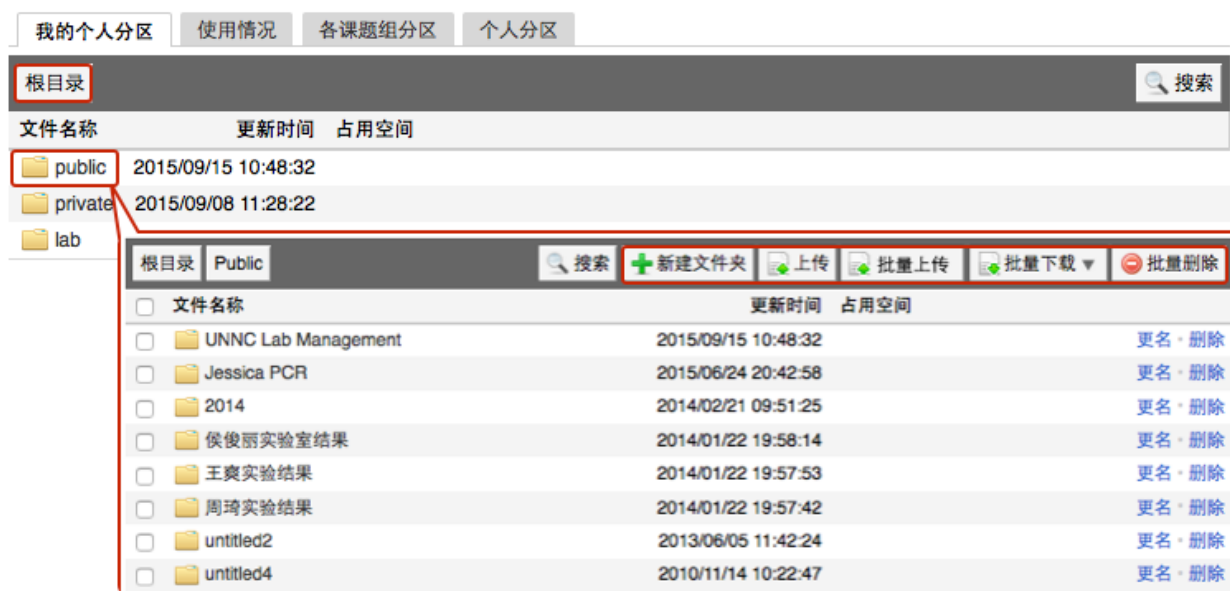 我的个人分区 使用情况 各课题组分区 个人分区
根目录 搜索
文件名称 更新时间 占用空间
public 2015/09/15 10:48:32
private 2015/09/08 11:28:22
lab
根目录 Public 搜索 新建文件夹 上传 批量上传 批量下载 批量删除
文件名称 更新时间 占用空间
UNNC Lab Management 2015/09/15 10:48:32 更名 · 删除
Jessica PCR 2015/06/24 20:42:58 更名 · 删除
2014 2014/02/21 09:51:25 更名 · 删除
侯俊丽实验室结果 2014/01/22 19:58:14 更名 · 删除
王爽实验结果 2014/01/22 19:57:53 更名 · 删除
周琦实验结果 2014/01/22 19:57:42 更名 · 删除
untitled2 2013/06/05 11:42:24 更名 · 删除
untitled4 2010/11/14 10:22:47 更名 · 删除